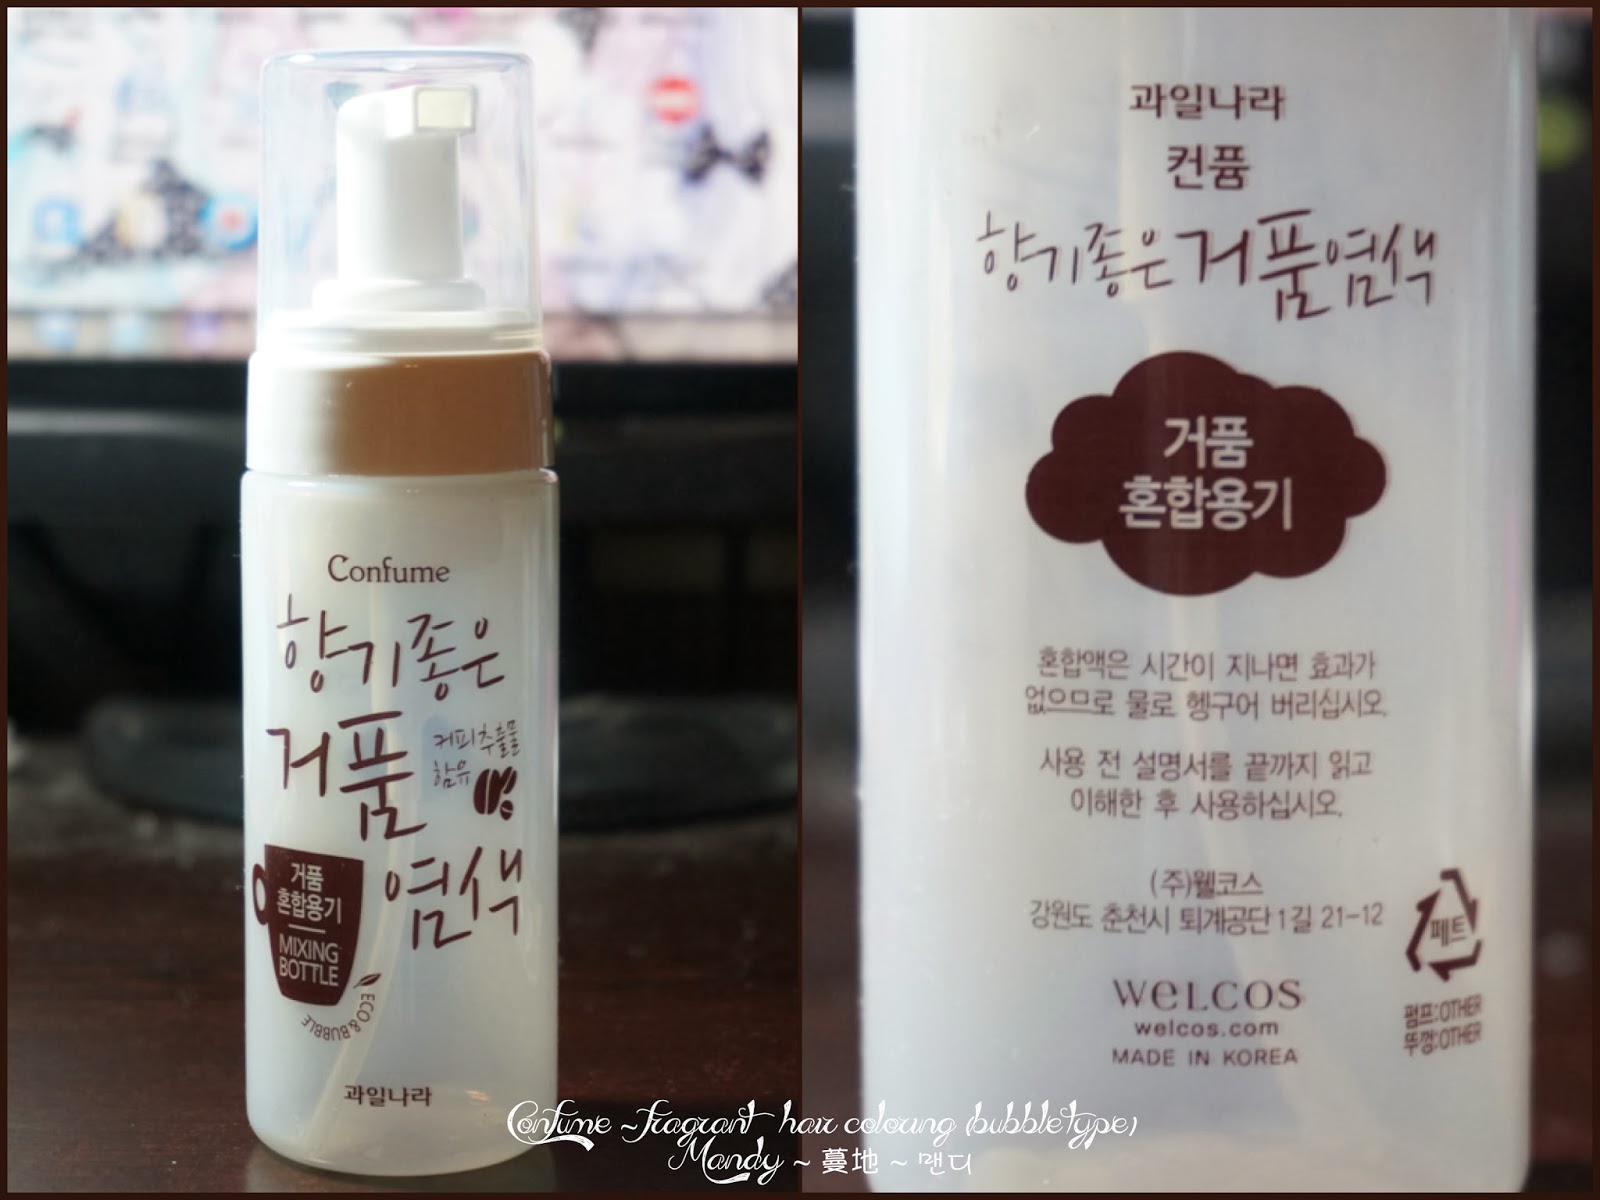 Confume
향기좋은
거품
커피추출물
함유
염색
거품
혼합용기
MIXING
BOTTLE
ECO & BUBBLE
과일나라
과일나라
컨퓸
향기좋은거품염색
거품
혼합용기
혼합액은 시간이 지나면 효과가
없으므로 물로 헹구어 버리십시오.
사용 전 설명서를 끝까지 읽고
이해한 후 사용하십시오.
(주)웰코스
강원도 춘천시 퇴계공단1길 21-12
페트
WELCOS
welcos.com
MADE IN KOREA
펌프:OTHER
뚜껑:OTHER
Confume ~Fragrant hair coloring (bubble type)
Mandy ~ 蔓地 ~ 맨디